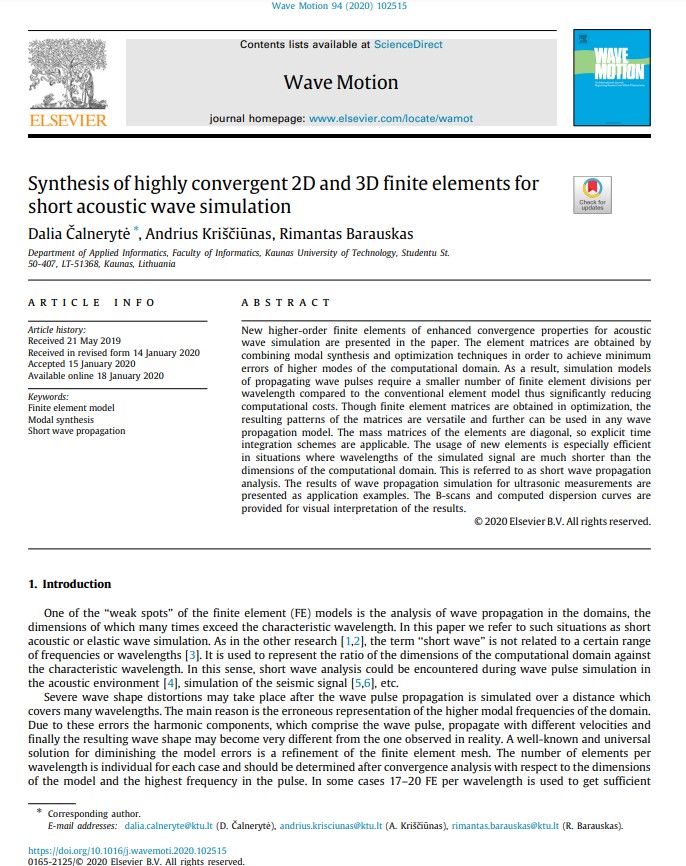 Wave Motion 94 (2020) 102515
Contents lists available at ScienceDirect
Wave Motion
journal homepage: www.elsevier.com/locate/wamot
ELSEVIER
WAVE
MOTION
Synthesis of highly convergent 2D and 3D finite elements for
short acoustic wave simulation
Check for
updates
Dalia Čalnerytė *, Andrius Kriščiūnas, Rimantas Barauskas
Department of Applied Informatics, Faculty of Informatics, Kaunas University of Technology, Studentu St.
50-407, LT-51368, Kaunas, Lithuania
ARTICLE INFO
Article history:
Received 21 May 2019
Received in revised form 14 January 2020
Accepted 15 January 2020
Available online 18 January 2020
Keywords:
Finite element model
Modal synthesis
Short wave propagation
ABSTRACT
New higher-order finite elements of enhanced convergence properties for acoustic
wave simulation are presented in the paper. The element matrices are obtained by
combining modal synthesis and optimization techniques in order to achieve minimum
errors of higher modes of the computational domain. As a result, simulation models
of propagating wave pulses require a smaller number of finite element divisions per
wavelength compared to the conventional element model thus significantly reducing
computational costs. Though finite element matrices are obtained in optimization, the
resulting patterns of the matrices are versatile and further can be used in any wave
propagation model. The mass matrices of the elements are diagonal, so explicit time
integration schemes are applicable. The usage of new elements is especially efficient
in situations where wavelengths of the simulated signal are much shorter than the
dimensions of the computational domain. This is referred to as short wave propagation
analysis. The results of wave propagation simulation for ultrasonic measurements are
presented as application examples. The B-scans and computed dispersion curves are
provided for visual interpretation of the results.
© 2020 Elsevier B.V. All rights reserved.
1. Introduction
One of the “weak spots” of the finite element (FE) models is the analysis of wave propagation in the domains, the
dimensions of which many times exceed the characteristic wavelength. In this paper we refer to such situations as short
acoustic or elastic wave simulation. As in the other research [1,2], the term “short wave” is not related to a certain range
of frequencies or wavelengths [3]. It is used to represent the ratio of the dimensions of the computational domain against
the characteristic wavelength. In this sense, short wave analysis could be encountered during wave pulse simulation in
the acoustic environment [4], simulation of the seismic signal [5,6], etc.
Severe wave shape distortions may take place after the wave pulse propagation is simulated over a distance which
covers many wavelengths. The main reason is the erroneous representation of the higher modal frequencies of the domain.
Due to these errors the harmonic components, which comprise the wave pulse, propagate with different velocities and
finally the resulting wave shape may become very different from the one observed in reality. A well-known and universal
solution for diminishing the model errors is a refinement of the finite element mesh. The number of elements per
wavelength is individual for each case and should be determined after convergence analysis with respect to the dimensions
of the model and the highest frequency in the pulse. In some cases 17–20 FE per wavelength is used to get sufficient
* Corresponding author.
E-mail addresses: dalia.calneryte@ktu.lt (D. Čalnerytė), andrius.krisciunas@ktu.lt (A. Kriščiūnas), rimantas.barauskas@ktu.lt (R. Barauskas).
https://doi.org/10.1016/j.wavemoti.2020.102515
0165-2125/© 2020 Elsevier B.V. All rights reserved.